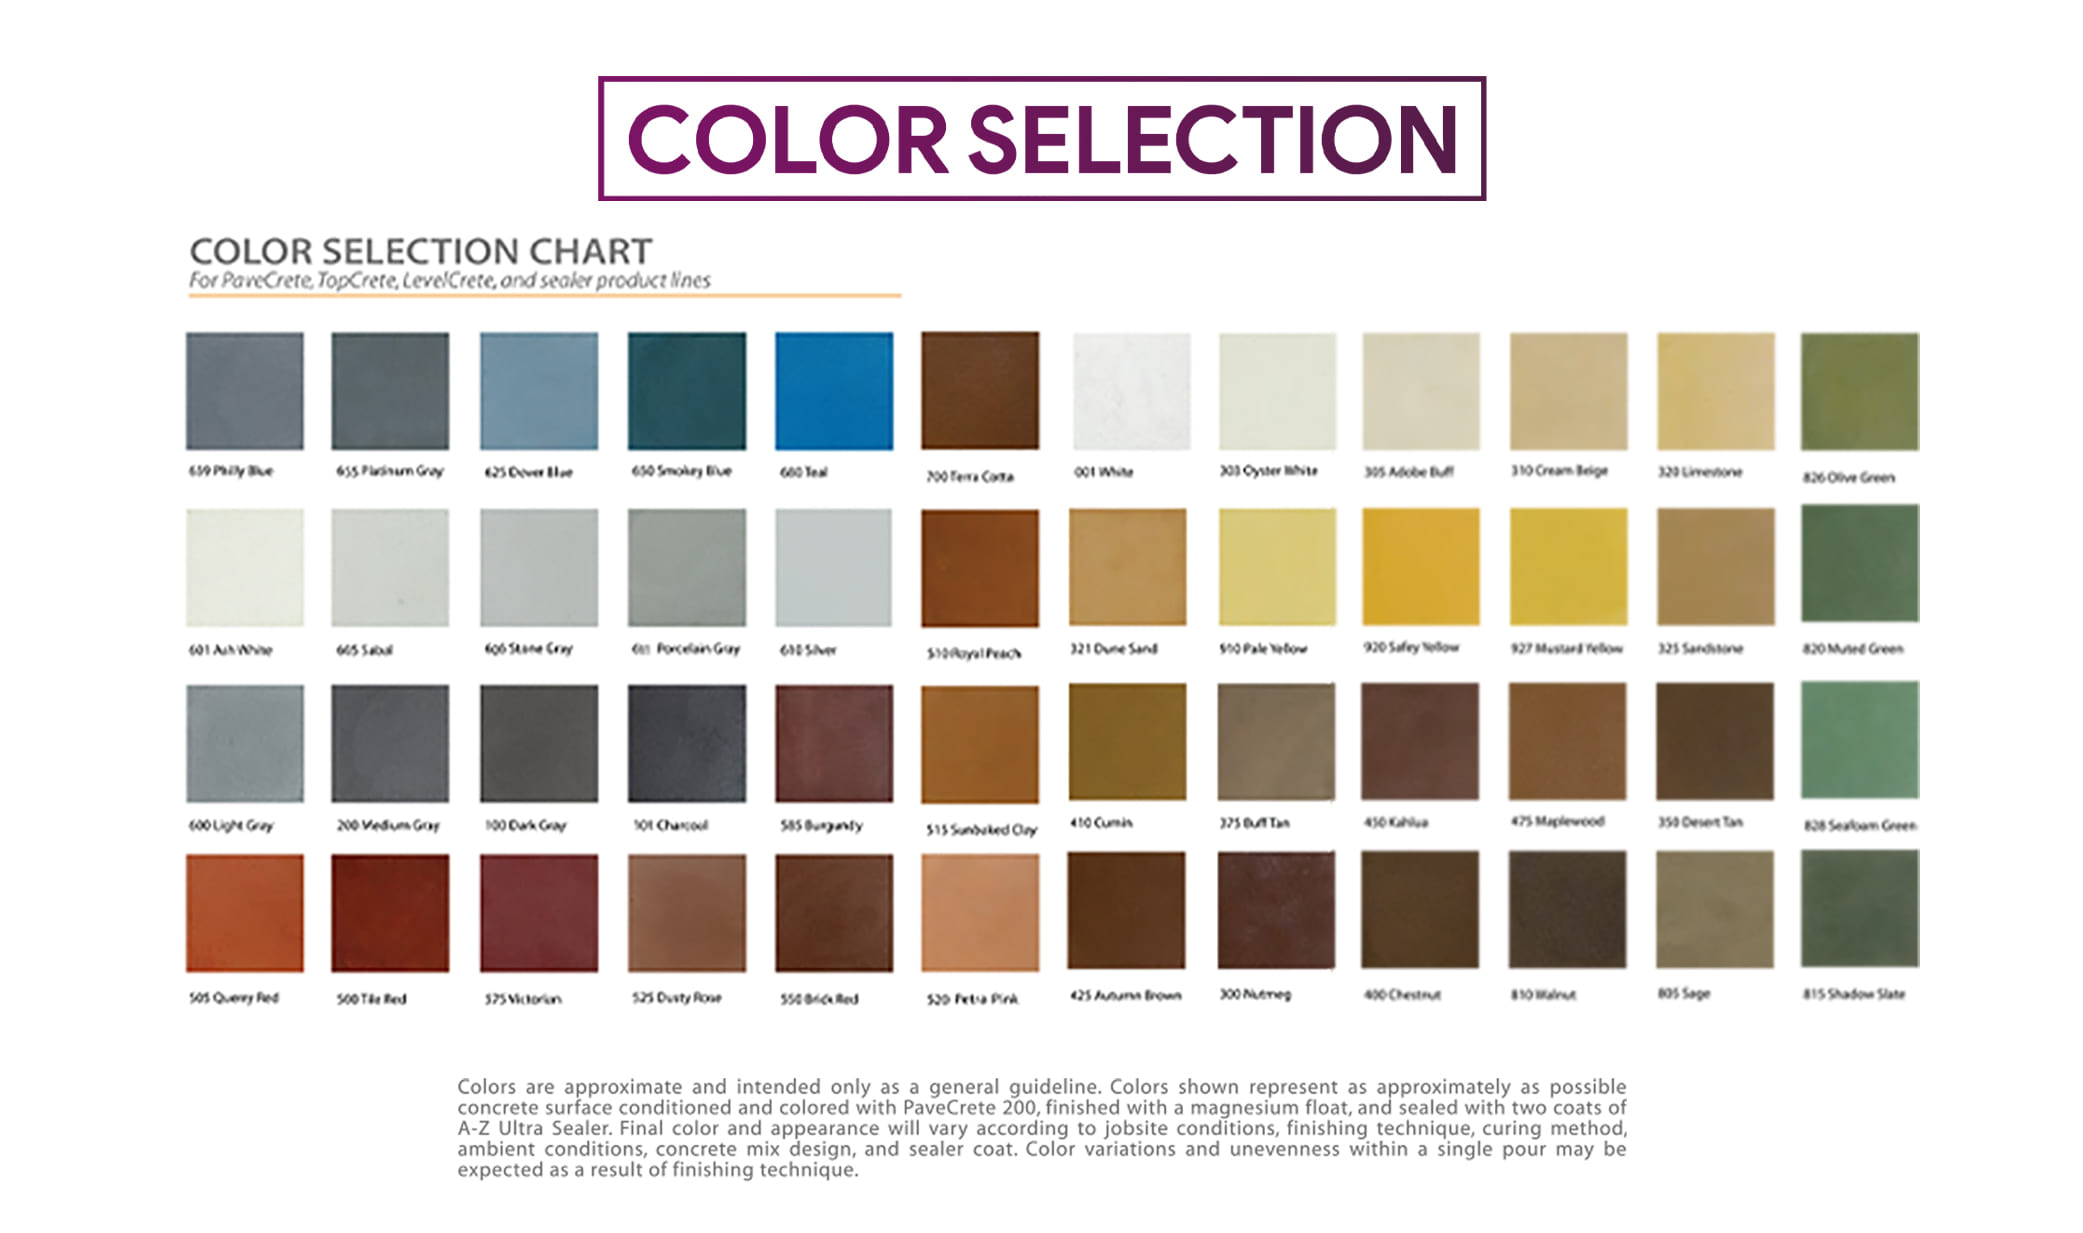 COLOR SELECTION
COLOR SELECTION CHART
For PaveCrete, TopCrete, LevelCrete, and sealer product lines
659 Philly Blue 655 Platinum Gray 625 Dover Blue 650 Smokey Blue 680 Teal 700 Terra Cotta 001 White 303 Oyster White 305 Adobe Buff 310 Cream Beige 320 Limestone 826 Olive Green
601 Ash White 605 Sabal 606 Stone Gray Porcelain Gray 610 Silver 510 Royal Peach 321 Dune Sand 910 Pale Yellow 920 Safey Yellow 927 Mustard Yellow 325 Sandstone 820 Muted Green
600 Light Gray 200 Medium Gray 100 Dark Gray 101 Charcoal 585 Burgundy 515 Sunbaked Clay 410 Cumin 375 Buff Tan 450 Kahlua 475 Maplewood 350 Desert Tan 828 Seafoam Green
505 Querry Red 500 Tile Red 575 Victorian 525 Dusty Rose 550 Brick Red 520 Petra Pink 425 Autumn Brown 300 Nutmeg 400 Chestnut 810 Walnut 805 Sage 815 Shadow Slate
Colors are approximate and intended only as a general guideline. Colors shown represent as approximately as possible
concrete surface conditioned and colored with PaveCrete 200, finished with a magnesium float, and sealed with two coats of
A-Z Ultra Sealer. Final color and appearance will vary according to jobsite conditions, finishing technique, curing method,
ambient conditions, concrete mix design, and sealer coat. Color variations and unevenness within a single pour may be
expected as a result of finishing technique.